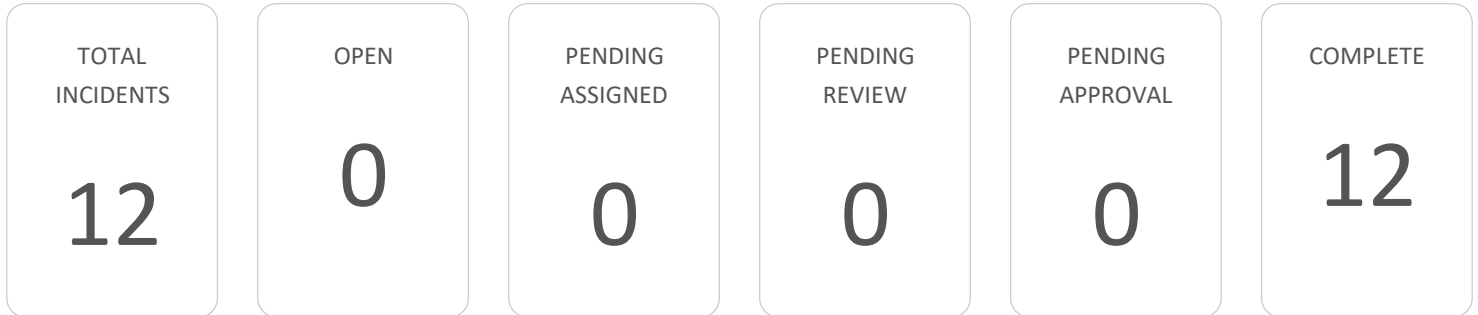 TOTAL
INCIDENTS
12
OPEN
0
PENDING
ASSIGNED
0
PENDING
REVIEW
0
PENDING
APPROVAL
0
COMPLETE
12